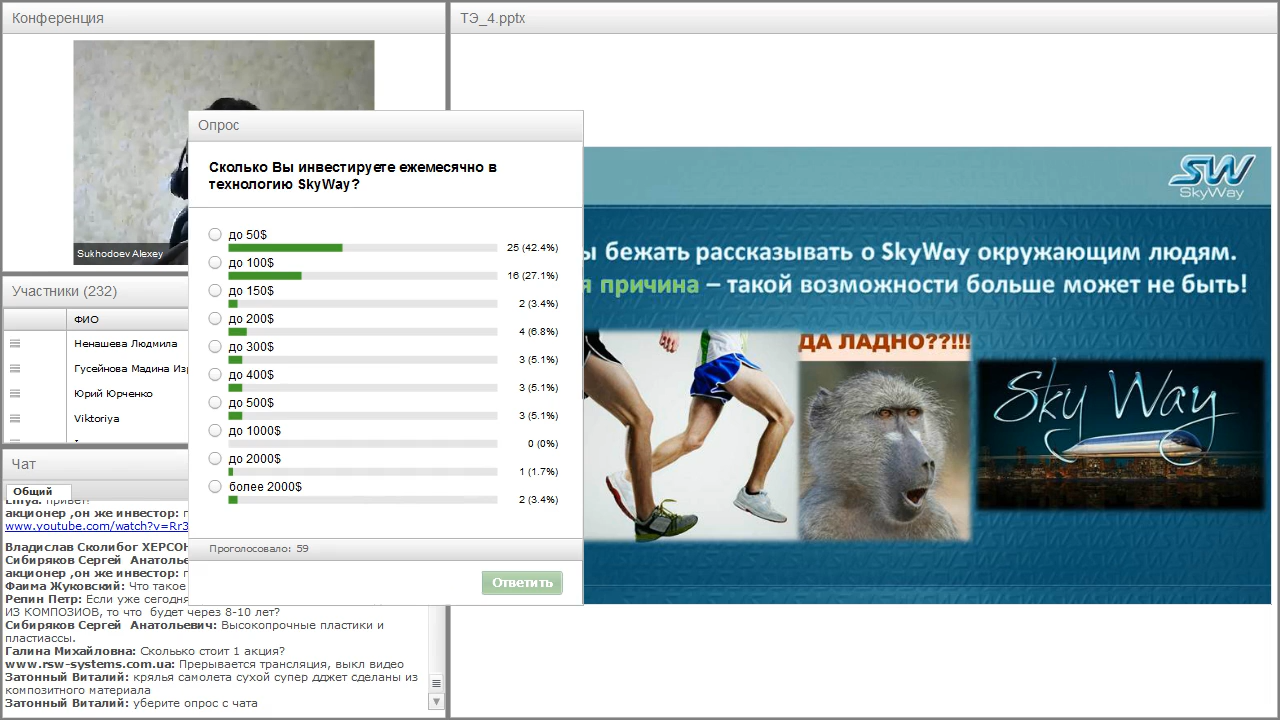 Конференция
Sukhodoev Alexey
Участники (232)
ФИО
Ненашева Людмила
Гусейнова Мадина
Юрий Юрченко
Viktoriya
Чат
Общий
привет!
акционер ,он же инвестор:
www.youtube.com/watch?v=Rr3
Владислав Сколибог
Сибиряков Сергей Анатолье
акционер ,он же инвестор:
Фаима Жуковский: Что такое
Репин Петр: Если уже сегодня
ИЗ КОМПОЗИОВ, то что будет через 8-10 лет?
Сибиряков Сергей Анатольевич: Высокопрочные пластики и
пластиассы.
Галина Михайловна: Сколько стоит 1 акция?
www.rsw-systems.com.ua: Прерывается трансляция, выкл видео
Затонный Виталий: крялья самолета сухой супер дджет сделаны из
композитного материала
Затонный Виталий: уберите опрос с чата
Опрос
Сколько Вы инвестируете ежемесячно в
технологию SkyWay?
до 50$
25 (42.4%)
до 100$
16 (27.1%)
до 150$
2 (3.4%)
до 200$
4 (6.8%)
до 300$
3 (5.1%)
до 400$
3 (5.1%)
до 500$
3 (5.1%)
до 1000$
0 (0%)
до 2000$
1 (1.7%)
более 2000$
2 (3.4%)
Проголосовало: 59
Ответить
ТЭ_4.pptx
SW
SkyWay
ы бежать рассказывать о SkyWay окружающим людям.
я причина – такой возможности больше может не быть!
ДА ЛАДНО??!!!
Sky Way